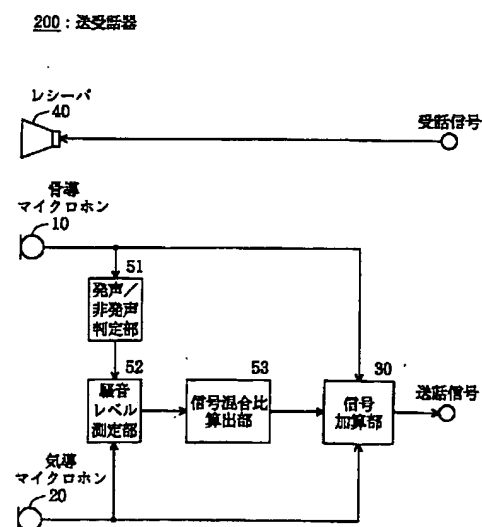 200：送受話器
レシーバ
40
受話信号
骨導
マイクロホン
10
51
発声／
非発声
判定部
52
騒音
レベル
測定部
53
信号混合比
算出部
30
信号
加算部
送話信号
気導
マイクロホン
20